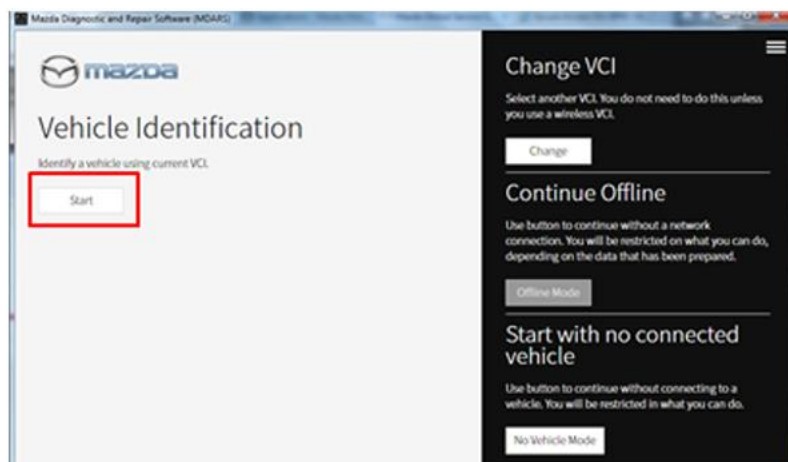 Mazda Diagnostic and Repair Software (MDARS)
mazda
Vehicle Identification
Identify a vehicle using current VCI.
Start
Change VCI
Select another VCI. You do not need to do this unless
you use a wireless VCI.
Change
Continue Offline
Use button to continue without a network
connection. You will be restricted on what you can do,
depending on the data that has been prepared.
Offline Mode
Start with no connected
vehicle
Use button to continue without connecting to a
vehicle. You will be restricted in what you can do.
No Vehicle Mode